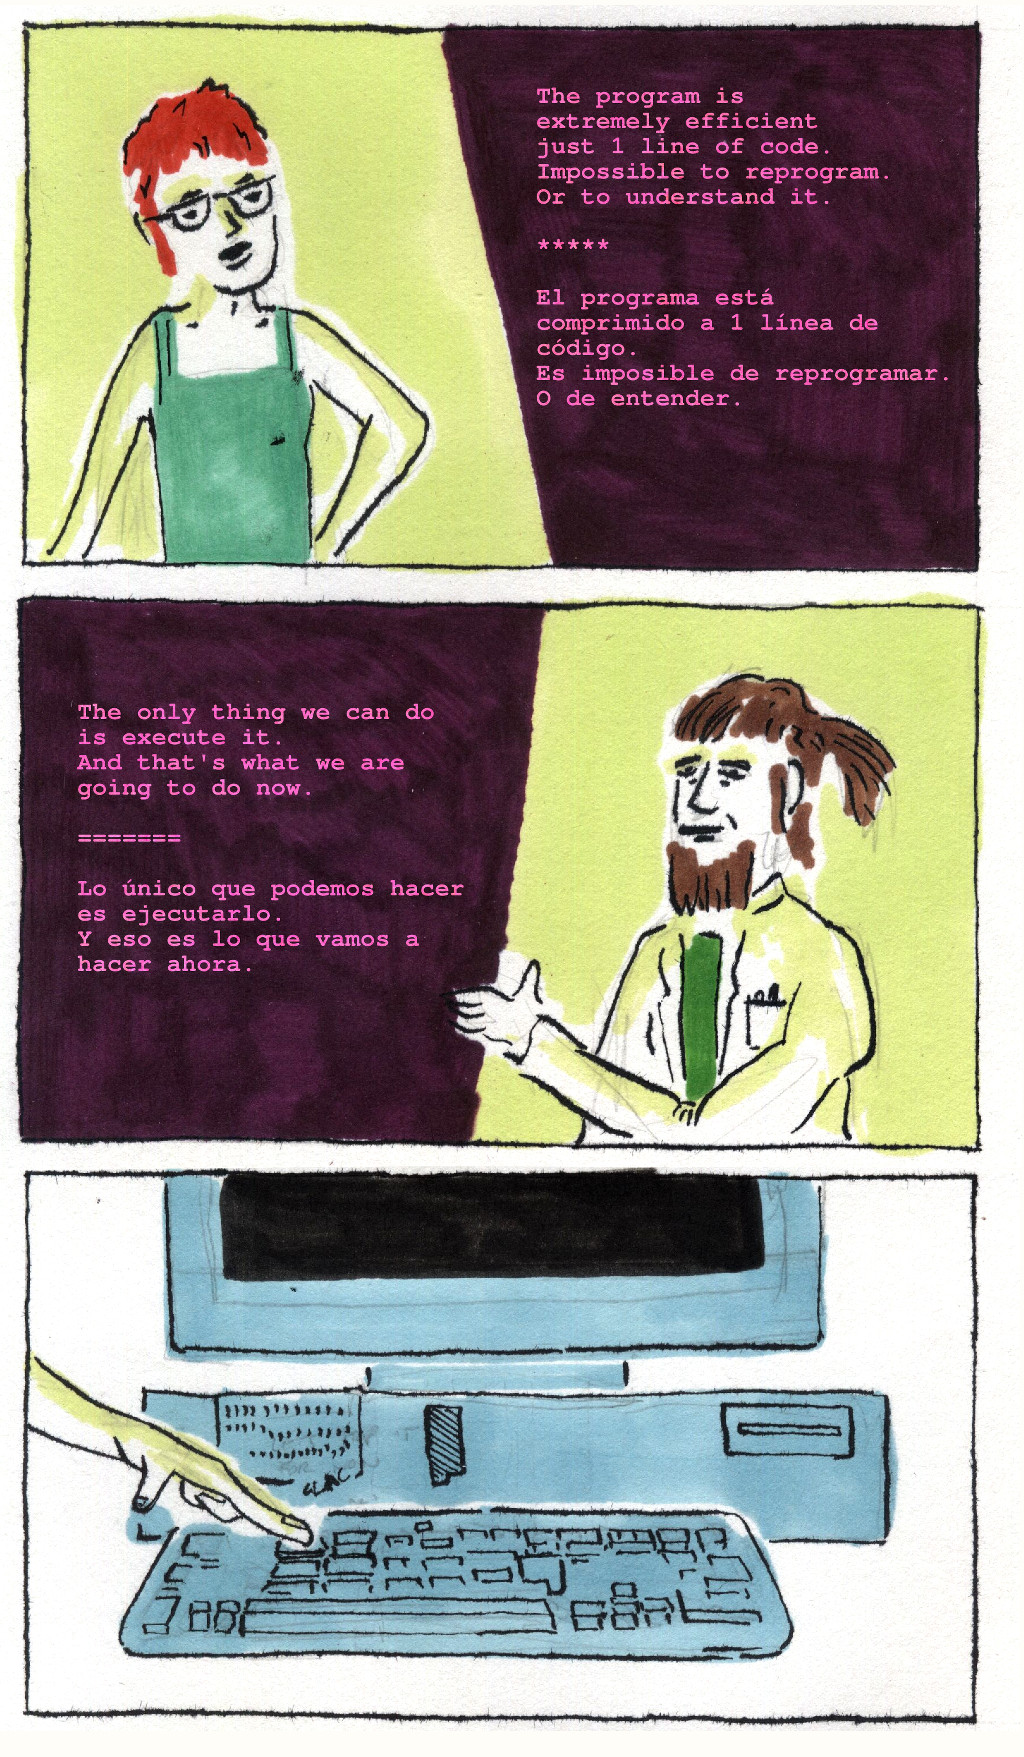 The program is
extremely efficient
just 1 line of code.
Impossible to reprogram.
Or to understand it.
*****
El programa está
comprimido a 1 línea de
código.
Es imposible de reprogramar.
O de entender.
The only thing we can do
is execute it.
And that's what we are
going to do now.
=======
Lo único que podemos hacer
es ejecutarlo.
Y eso es lo que vamos a
hacer ahora.